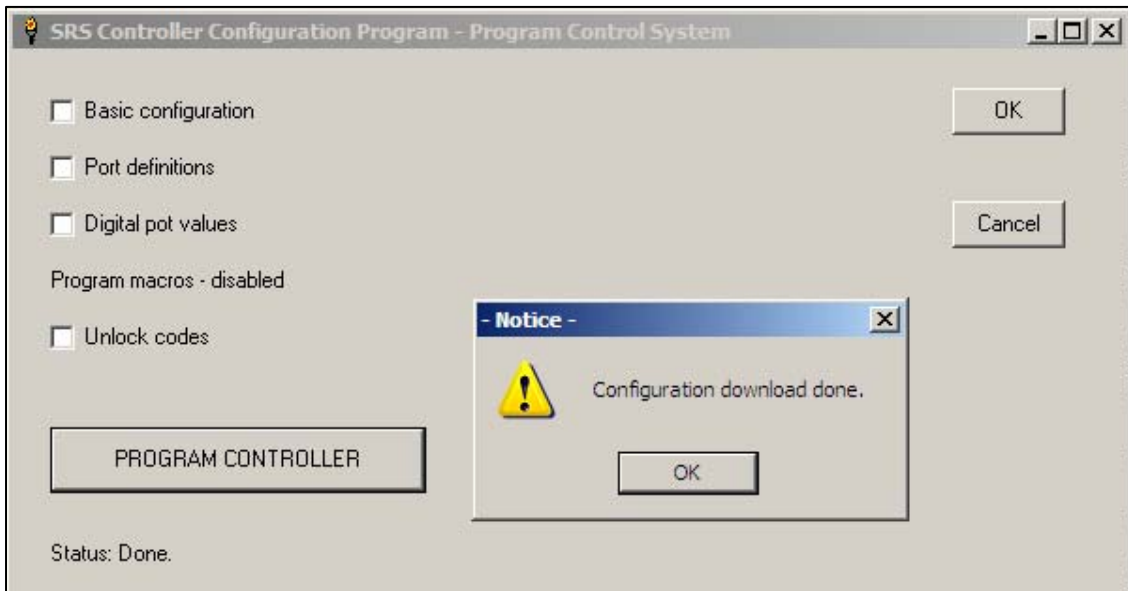 SRS Controller Configuration Program - Program Control System
Basic configuration
OK
Port definitions
Digital pot values
Cancel
Program macros - disabled
Unlock codes
- Notice -
Configuration download done.
OK
PROGRAM CONTROLLER
Status: Done.